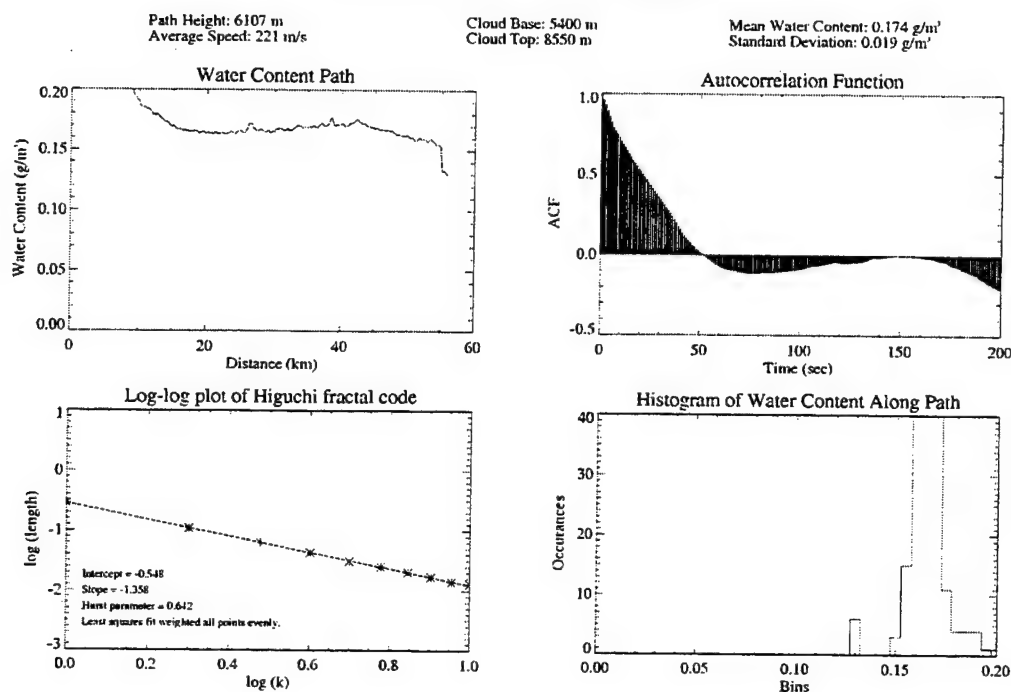 Path Height: 6107 m
Average Speed: 221 m/s
Cloud Base: 5400 m
Cloud Top: 8550 m
Mean Water Content: 0.174 g/m³
Standard Deviation: 0.019 g/m³
Water Content Path
0.20
0.15
0.10
0.05
0.00
Water Content (g/m³)
0 20 40 60
Distance (km)
Autocorrelation Function
1.0
0.5
0.0
-0.5
ACF
0 50 100 150 200
Time (sec)
Log-log plot of Higuchi fractal code
1
0
-1
-2
-3
log (length)
Intercept = -0.548
Slope = -1.358
Hurst parameter = 0.642
Least squares fit weighted all points evenly.
0.0 0.2 0.4 0.6 0.8 1.0
log (k)
Histogram of Water Content Along Path
40
30
20
10
0
Occurances
0.00 0.05 0.10 0.15 0.20
Bins